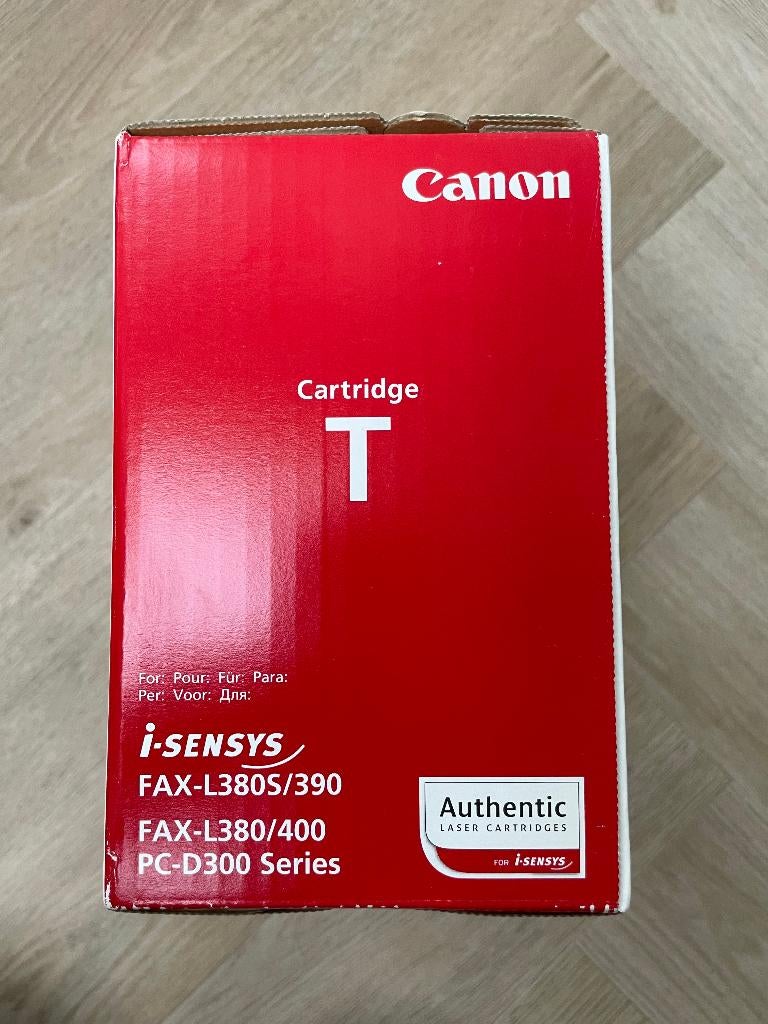 Canon
Cartridge
T
For: Pour: Für: Para:
Per: Voor: Для:
i-SENSYS
FAX-L380S/390
FAX-L380/400
PC-D300 Series
Authentic
LASER CARTRIDGES
FOR i-SENSYS